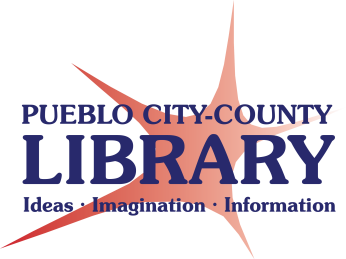 PUEBLO CITY-COUNTY
LIBRARY
Ideas · Imagination · Information